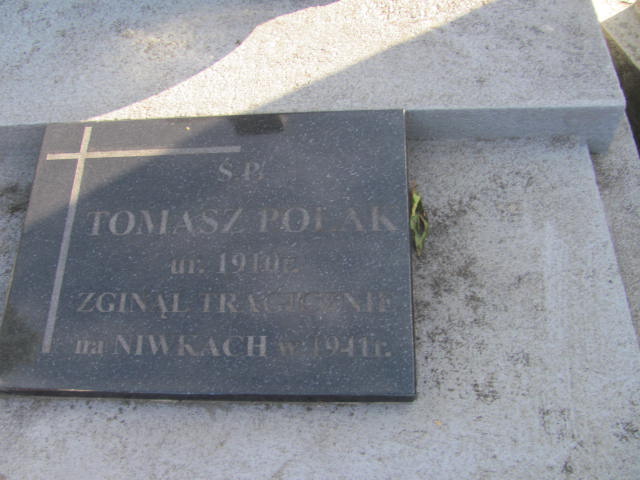 Ś.P.
TOMASZ POLAK
ur. 1910r.
ZGINĄŁ TRAGICZNIE
na NIWKACH w 1941r.